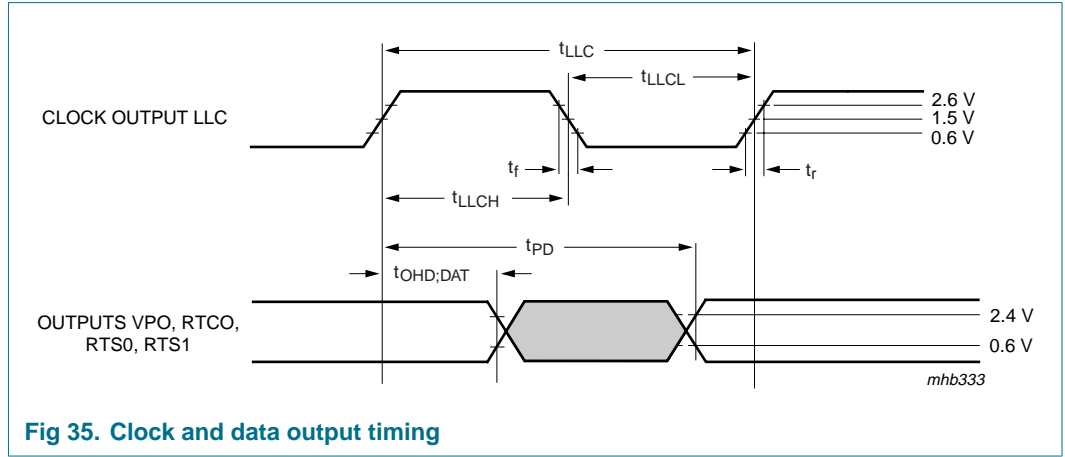 tLLC
tLLCL
CLOCK OUTPUT LLC
2.6 V
1.5 V
0.6 V
tf
tr
tLLCH
tPD
tOHD;DAT
OUTPUTS VPO, RTCO,
RTS0, RTS1
2.4 V
0.6 V
mhb333
Fig 35. Clock and data output timing